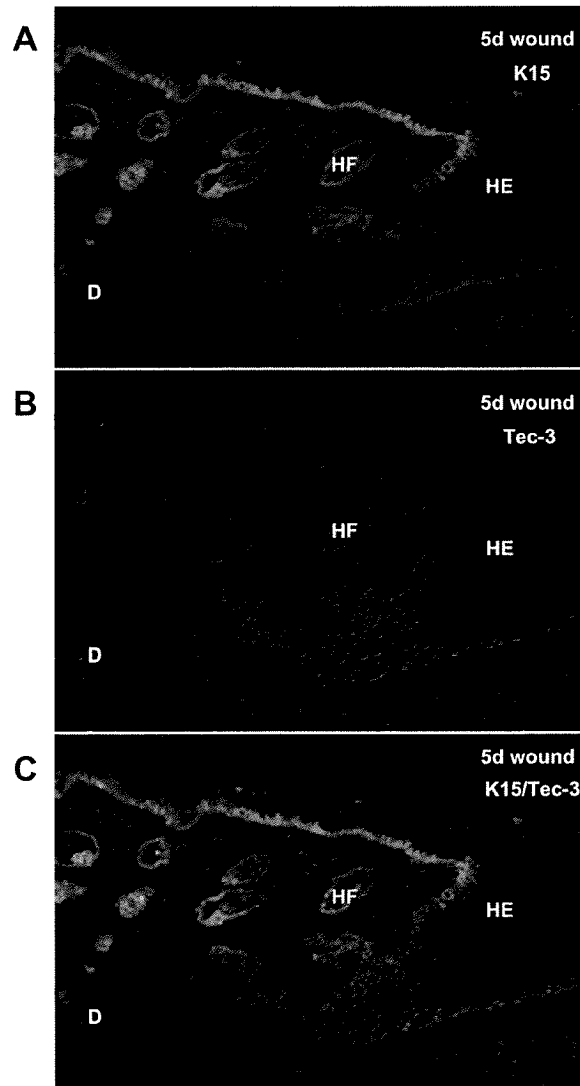 A
5d wound
K15
HF
HE
D
B
5d wound
Tec-3
HF
HE
D
C
5d wound
K15/Tec-3
HF
HE
D